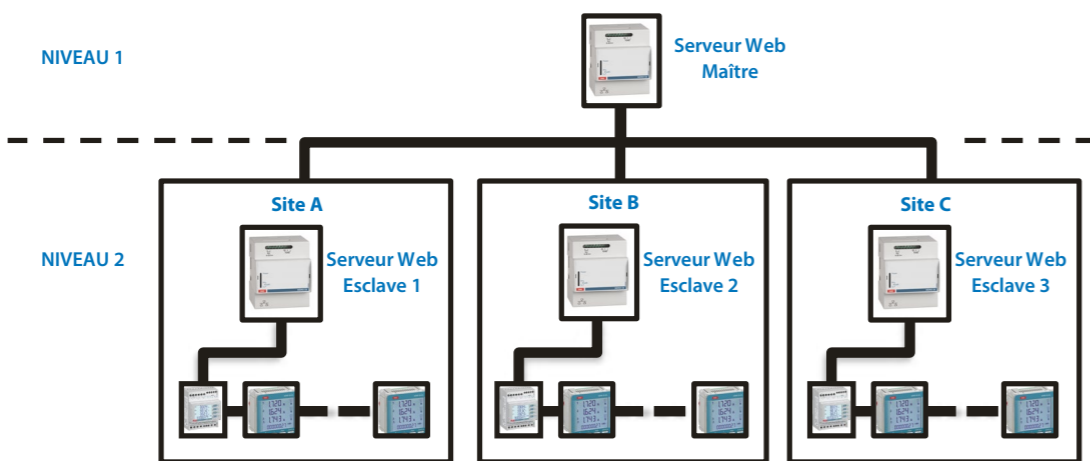 NIVEAU 1
Serveur Web
Maître
Site A
Site B
Site C
NIVEAU 2
Serveur Web
Esclave 1
Serveur Web
Esclave 2
Serveur Web
Esclave 3